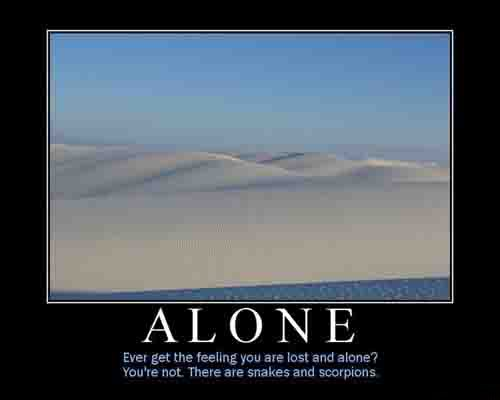 ALONE
Ever get the feeling you are lost and alone?
You're not. There are snakes and scorpions.